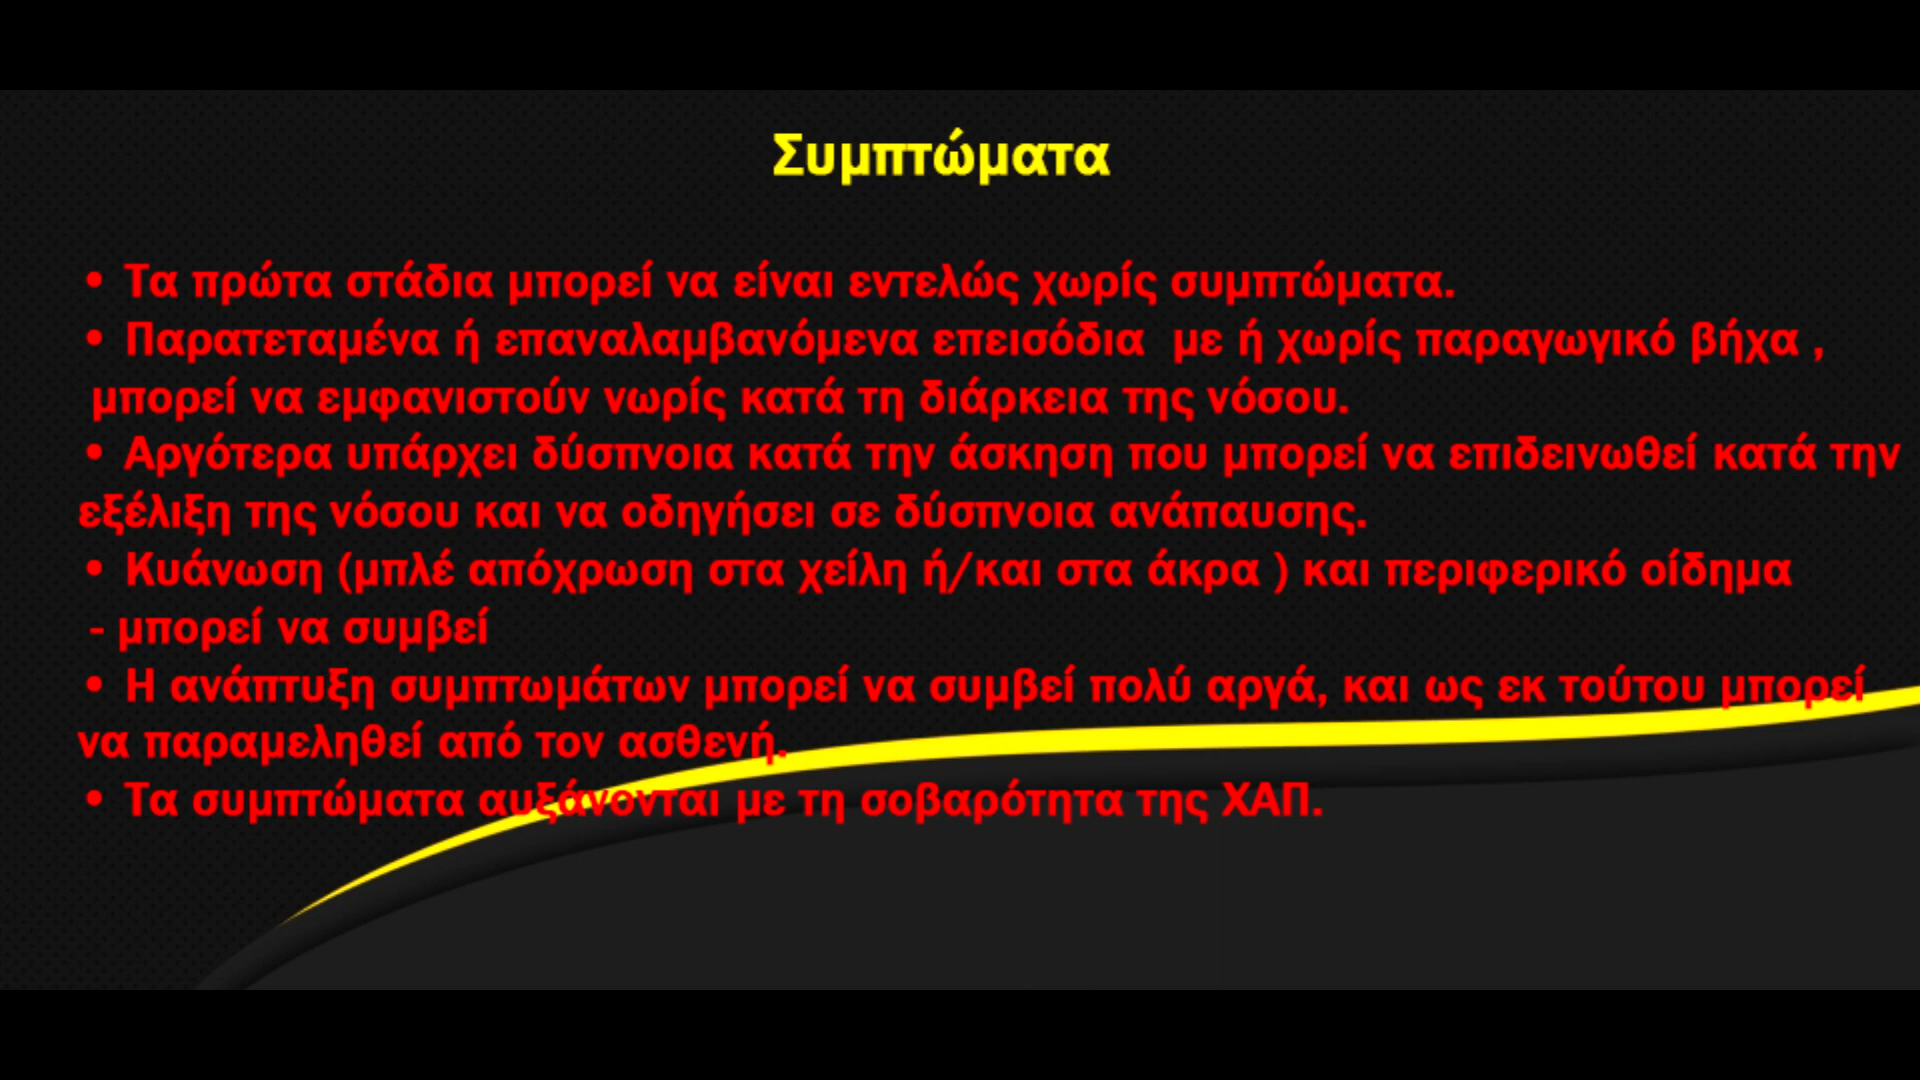 Συμπτώματα
• Τα πρώτα στάδια μπορεί να είναι εντελώς χωρίς συμπτώματα.
• Παρατεταμένα ή επαναλαμβανόμενα επεισόδια με ή χωρίς παραγωγικό βήχα ,
μπορεί να εμφανιστούν νωρίς κατά τη διάρκεια της νόσου.
• Αργότερα υπάρχει δύσπνοια κατά την άσκηση που μπορεί να επιδεινωθεί κατά την
εξέλιξη της νόσου και να οδηγήσει σε δύσπνοια ανάπαυσης.
• Κυάνωση (μπλέ απόχρωση στα χείλη ή/και στα άκρα ) και περιφερικό οίδημα
- μπορεί να συμβεί
• Η ανάπτυξη συμπτωμάτων μπορεί να συμβεί πολύ αργά, και ως εκ τούτου μπορεί
να παραμεληθεί από τον ασθενή.
• Τα συμπτώματα αυξάνονται με τη σοβαρότητα της ΧΑΠ.